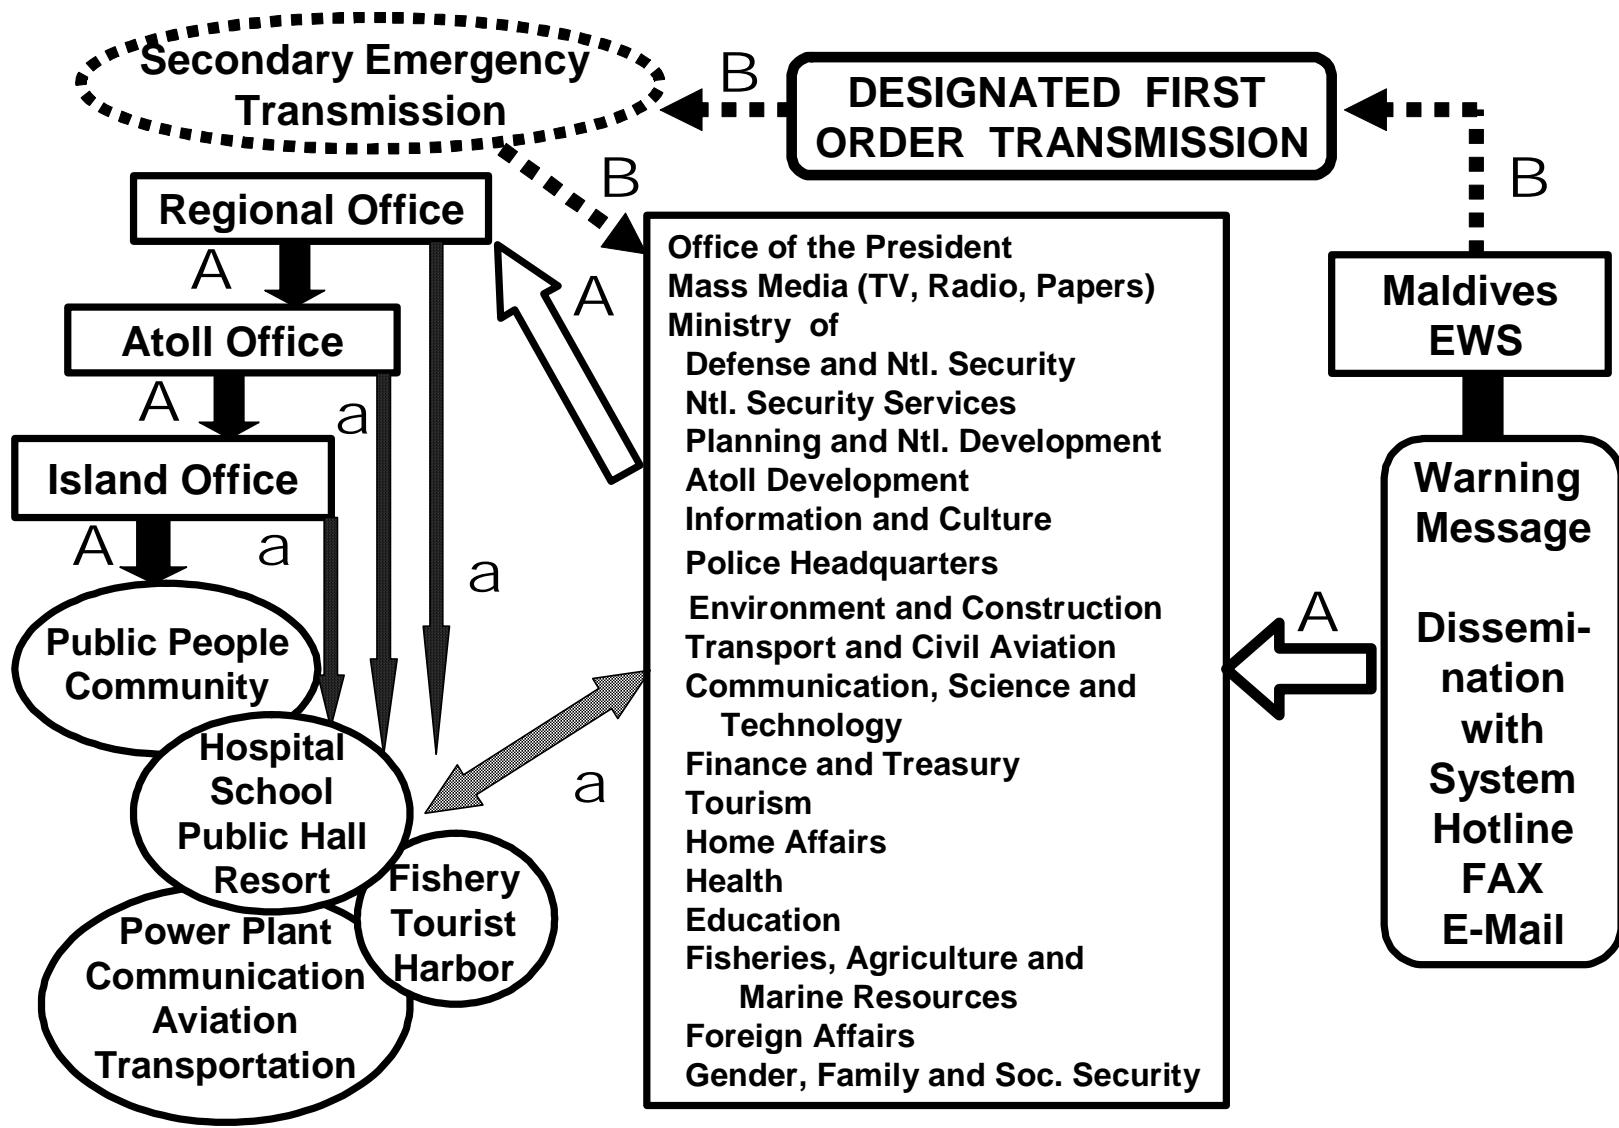 Secondary Emergency
Transmission
B
DESIGNATED FIRST
ORDER TRANSMISSION
B
B
Regional Office
A
Atoll Office
A
a
Island Office
A
a
a
A
Public People
Community
Hospital
School
Public Hall
Resort
Fishery
Tourist
Harbor
Power Plant
Communication
Aviation
Transportation
a
Office of the President
Mass Media (TV, Radio, Papers)
Ministry of
Defense and Ntl. Security
Ntl. Security Services
Planning and Ntl. Development
Atoll Development
Information and Culture
Police Headquarters
Environment and Construction
Transport and Civil Aviation
Communication, Science and
Technology
Finance and Treasury
Tourism
Home Affairs
Health
Education
Fisheries, Agriculture and
Marine Resources
Foreign Affairs
Gender, Family and Soc. Security
A
Maldives
EWS
Warning
Message
Dissemi-
nation
with
System
Hotline
FAX
E-Mail